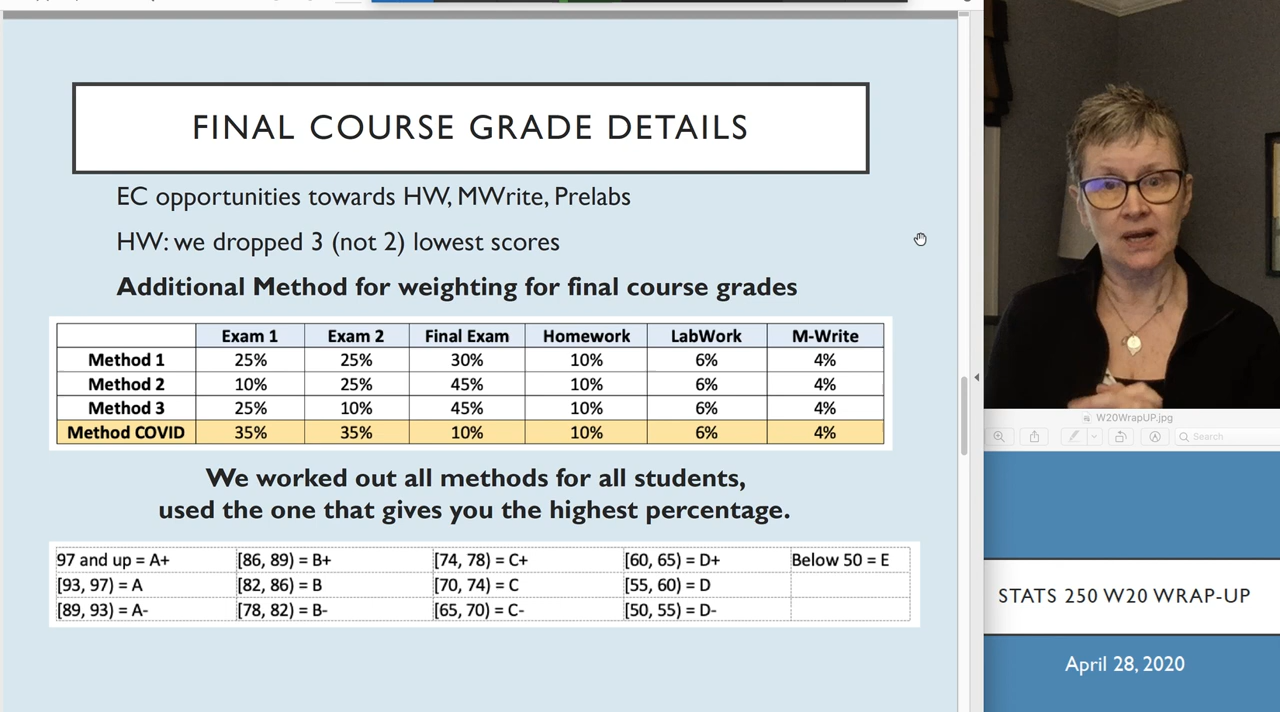 FINAL COURSE GRADE DETAILS
EC opportunities towards HW, MWrite, Prelabs
HW: we dropped 3 (not 2) lowest scores
Additional Method for weighting for final course grades
Exam 1 Exam 2 Final Exam Homework LabWork M-Write
Method 1 25% 25% 30% 10% 6% 4%
Method 2 10% 25% 45% 10% 6% 4%
Method 3 25% 10% 45% 10% 6% 4%
Method COVID 35% 35% 10% 10% 6% 4%
We worked out all methods for all students,
used the one that gives you the highest percentage.
97 and up = A+ [86, 89) = B+ [74, 78) = C+ [60, 65) = D+ Below 50 = E
[93, 97) = A [82, 86) = B [70, 74) = C [55, 60) = D
[89, 93) = A- [78, 82) = B- [65, 70) = C- [50, 55) = D-
W20WrapUP.jpg
Search
STATS 250 W20 WRAP-UP
April 28, 2020